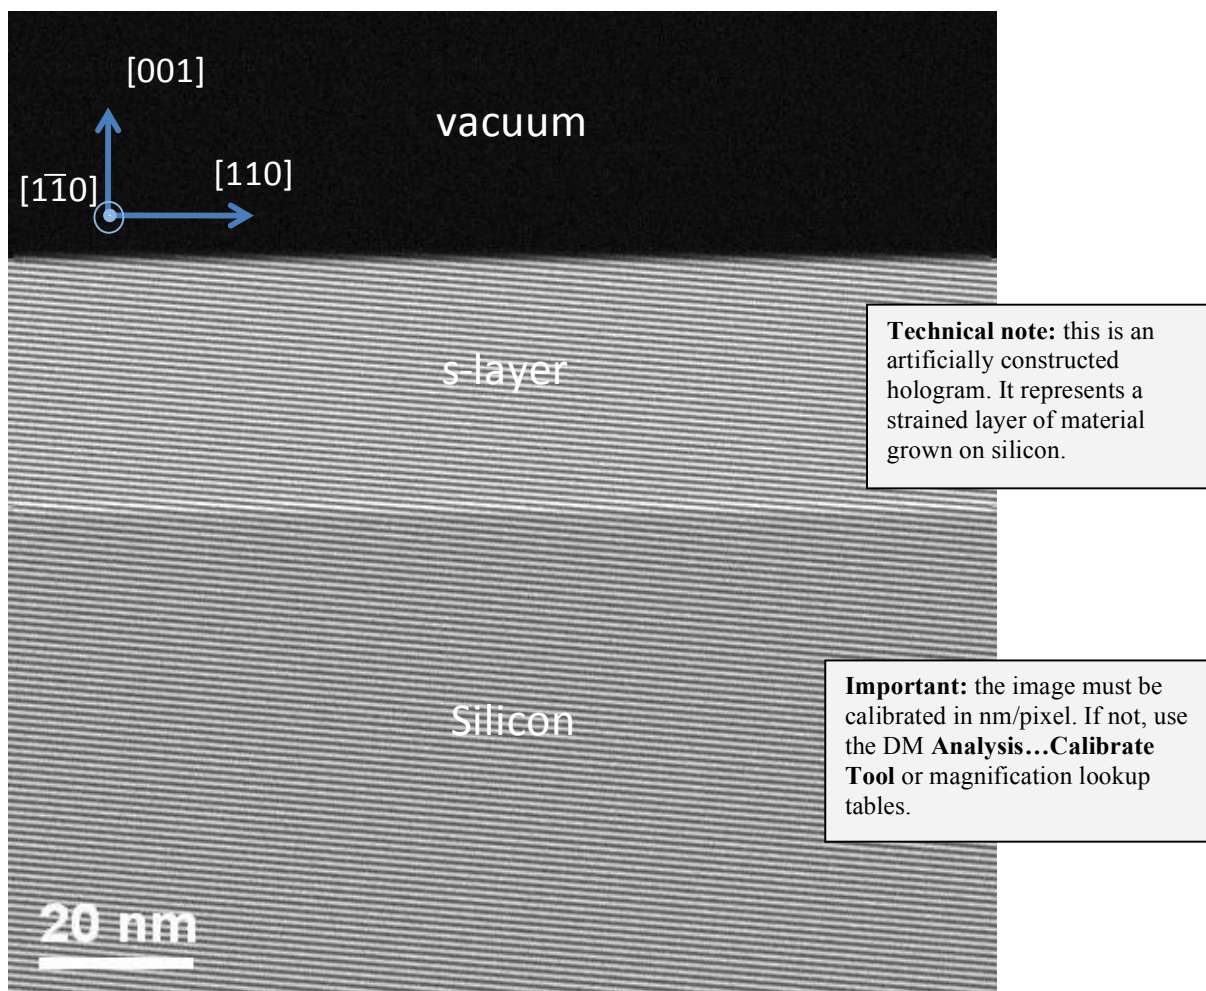 [001]
vacuum
[11̅0]
[110]
s-layer
Technical note: this is an
artificially constructed
hologram. It represents a
strained layer of material
grown on silicon.
Silicon
Important: the image must be
calibrated in nm/pixel. If not, use
the DM Analysis...Calibrate
Tool or magnification lookup
tables.
20 nm